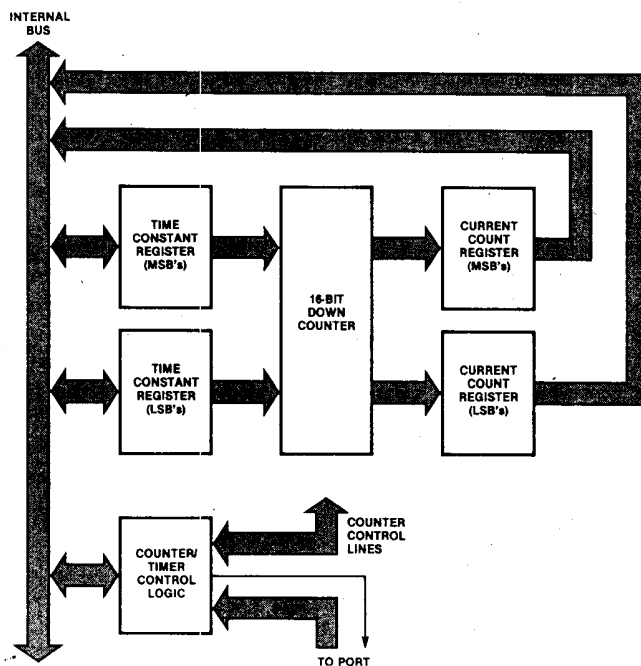 INTERNAL
BUS
TIME
CONSTANT
REGISTER
(MSB's)
16-BIT
DOWN
COUNTER
CURRENT
COUNT
REGISTER
(MSB's)
TIME
CONSTANT
REGISTER
(LSB's)
CURRENT
COUNT
REGISTER
(LSB's)
COUNTER/
TIMER
CONTROL
LOGIC
COUNTER
CONTROL
LINES
TO PORT